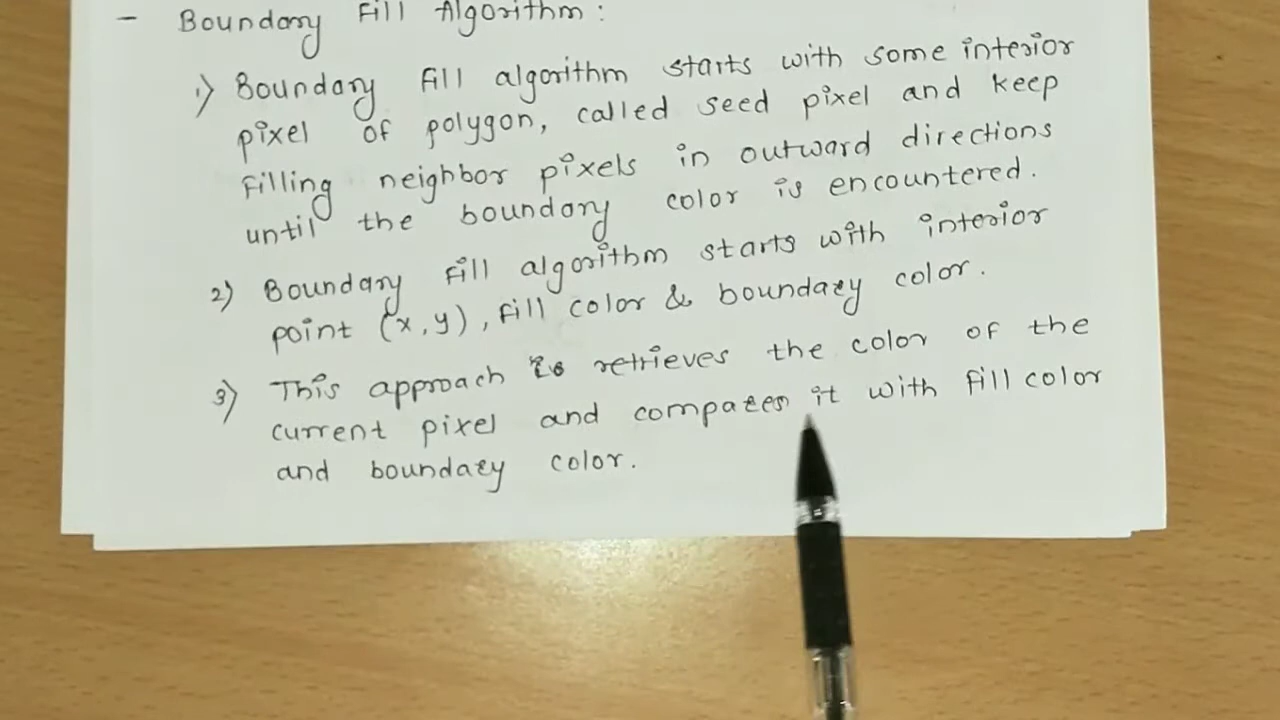 - Boundary Fill Algorithm :
1) Boundary fill algorithm starts with some interior
pixel of polygon, called seed pixel and keep
filling neighbor pixels in outward directions
until the boundary color is encountered.
2) Boundary fill algorithm starts with interior
point (x, y), fill color & boundary color.
3) This approach is retrieves the color of the
current pixel and compares it with fill color
and boundary color.